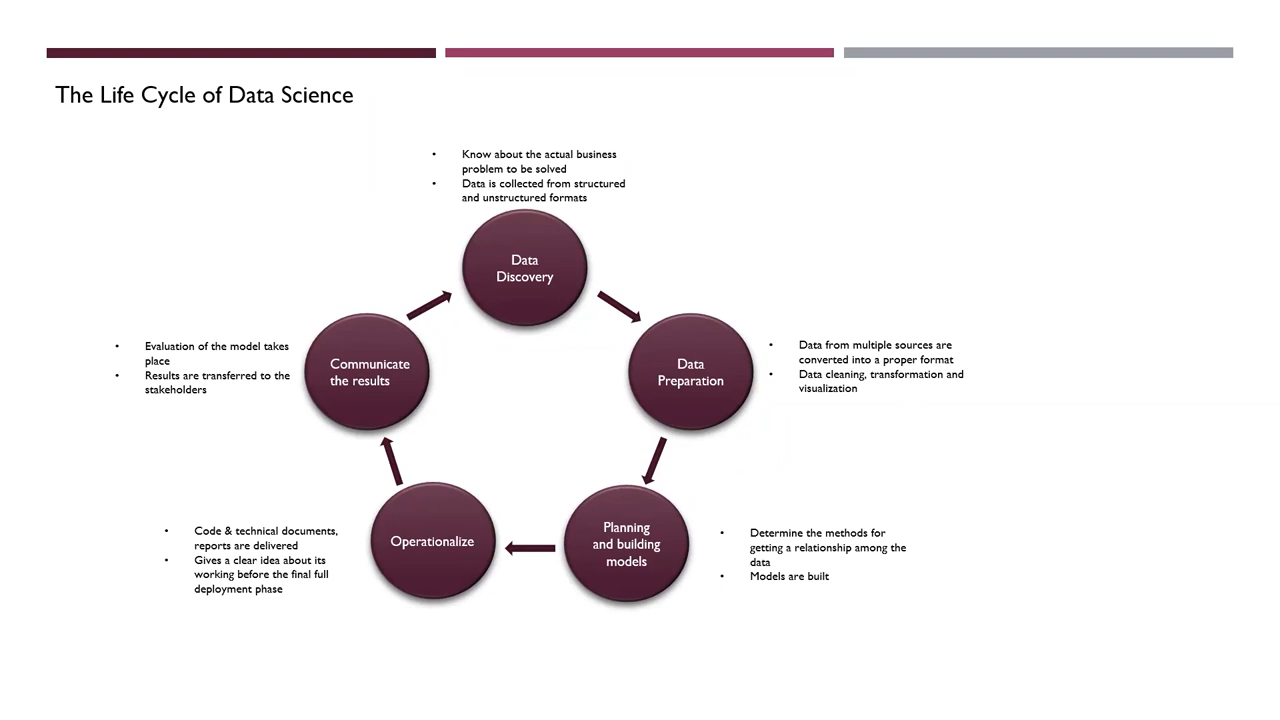 The Life Cycle of Data Science
• Know about the actual business
problem to be solved
• Data is collected from structured
and unstructured formats
Data
Discovery
• Evaluation of the model takes
place
• Results are transferred to the
stakeholders
Communicate
the results
Data
Preparation
• Data from multiple sources are
converted into a proper format
• Data cleaning, transformation and
visualization
• Code & technical documents,
reports are delivered
• Gives a clear idea about its
working before the final full
deployment phase
Operationalize
Planning
and building
models
• Determine the methods for
getting a relationship among the
data
• Models are built